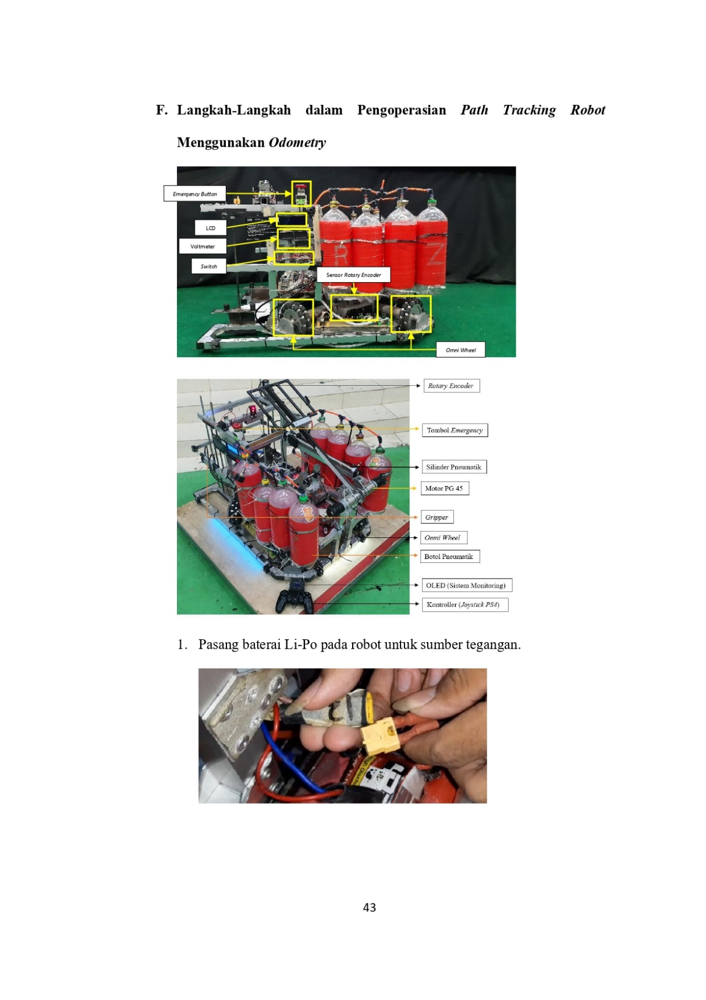 F. Langkah-Langkah dalam Pengoperasian Path Tracking Robot
Menggunakan Odometry
Emergency Button
LCD
Voltmeter
Switch
Sensor Rotary Encoder
Omni Wheel
Rotary Encoder
Tombol Emergency
Silinder Pneumatik
Motor PG 45
Gripper
Omni Wheel
Botol Pneumatik
OLED (Sistem Monitoring)
Kontroller (Joystick PS4)
1. Pasang baterai Li-Po pada robot untuk sumber tegangan.
43